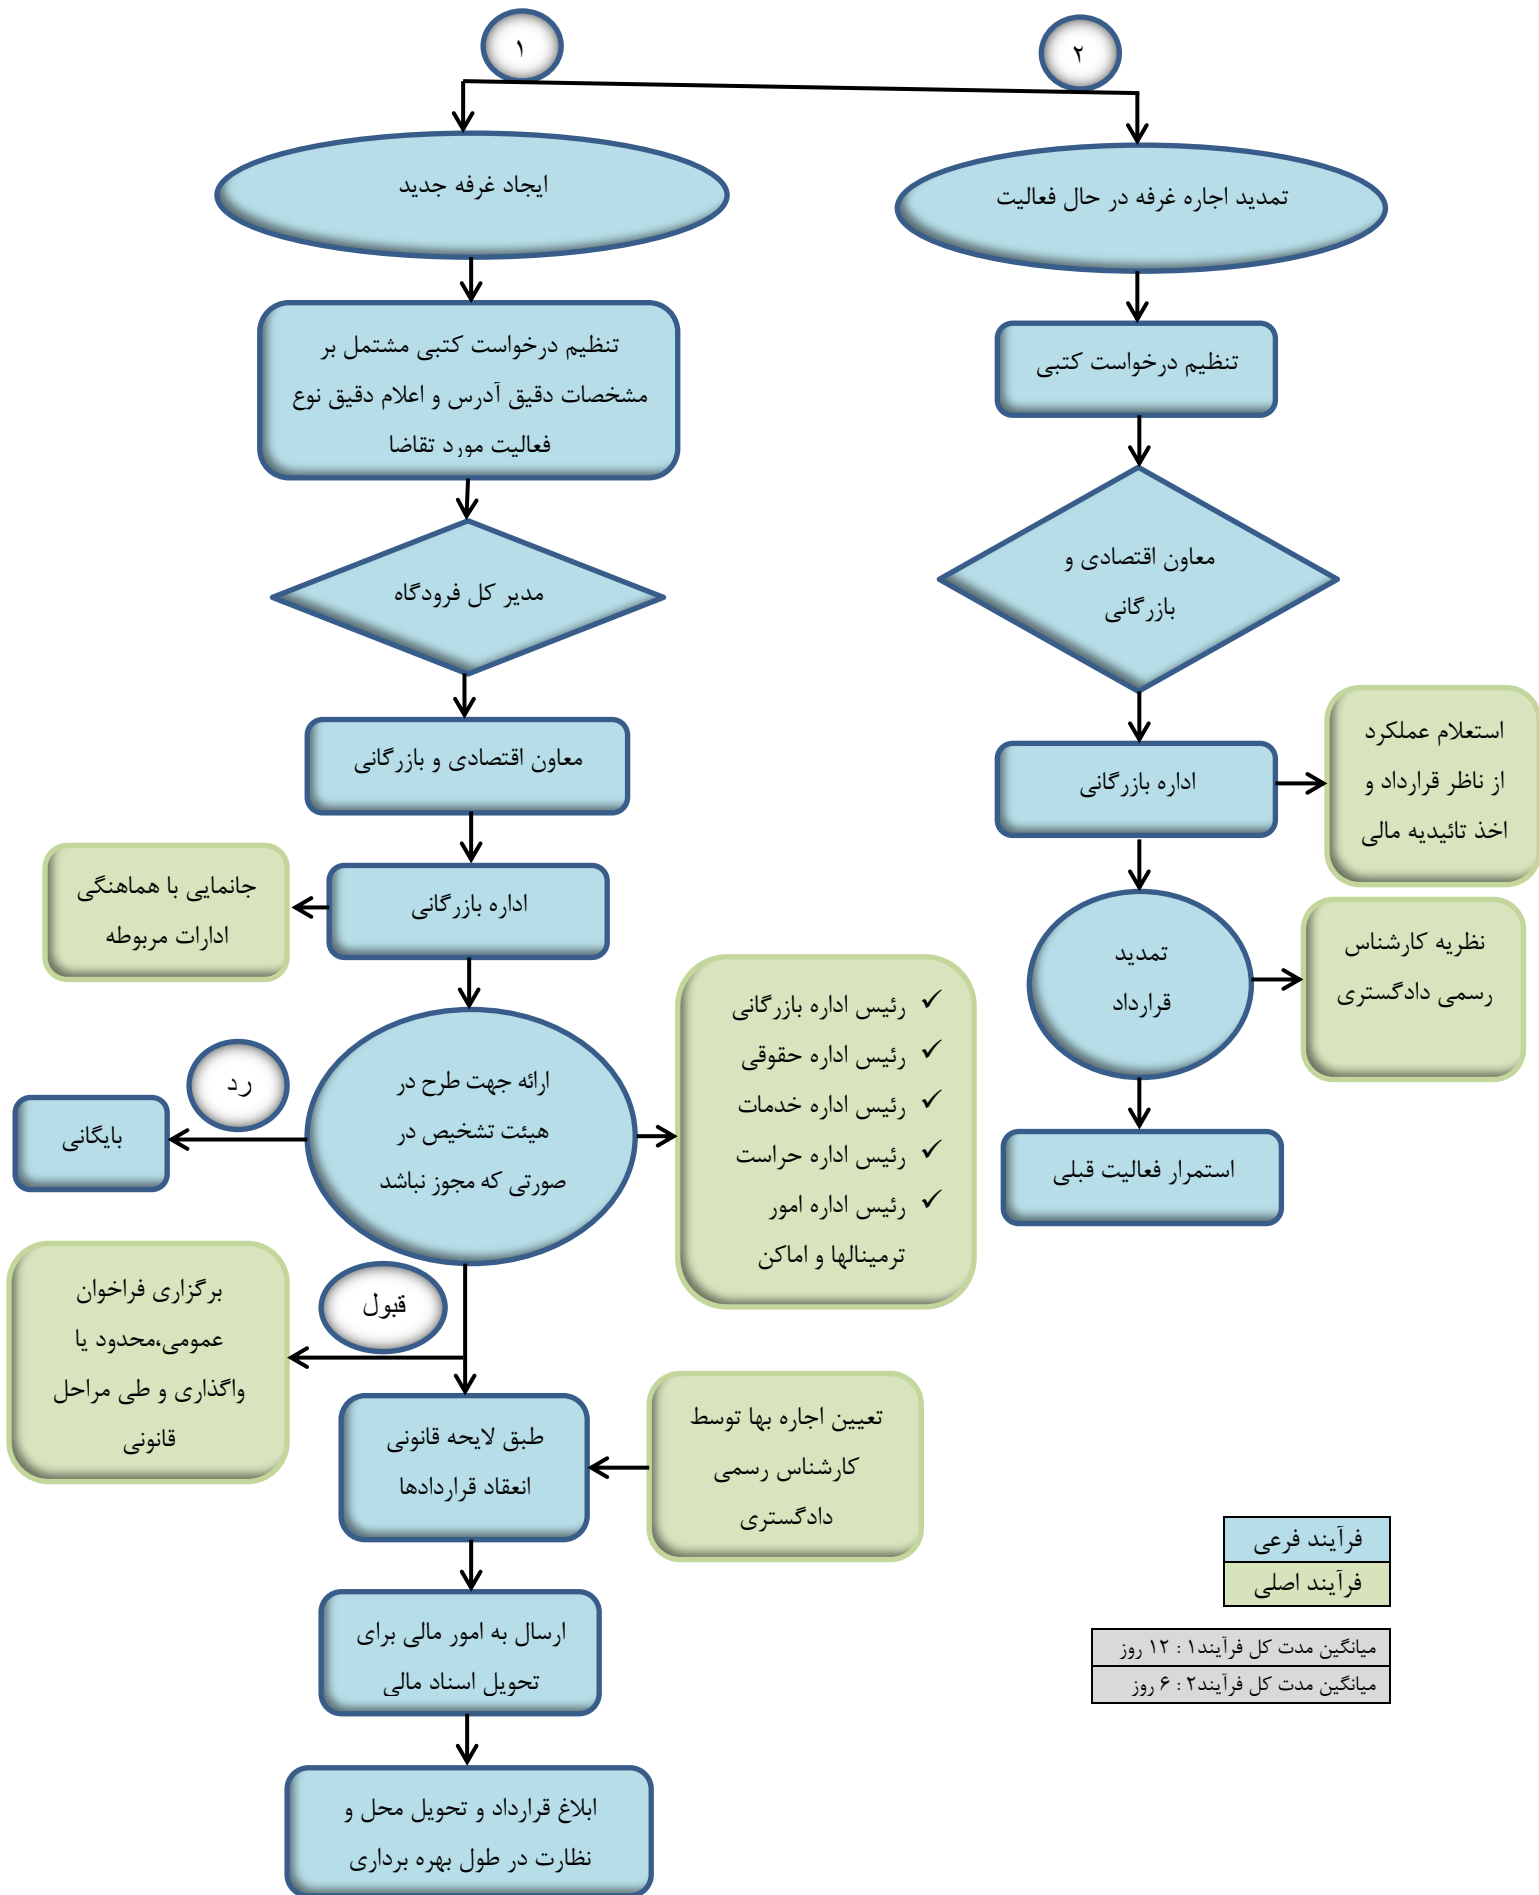 ۱
۲
ایجاد غرفه جدید
تمدید اجاره غرفه در حال فعالیت
تنظیم درخواست کتبی مشتمل بر
مشخصات دقیق آدرس و اعلام دقیق نوع
فعالیت مورد تقاضا
تنظیم درخواست کتبی
مدیر کل فرودگاه
معاون اقتصادی و
بازرگانی
معاون اقتصادی و بازرگانی
اداره بازرگانی
استعلام عملکرد
از ناظر قرارداد و
اخذ تائیدیه مالی
اداره بازرگانی
جانمایی با هماهنگی
ادارات مربوطه
تمدید
قرارداد
نظریه کارشناس
رسمی دادگستری
ارائه جهت طرح در
هیئت تشخیص در
صورتی که مجوز نباشد
✓ رئیس اداره بازرگانی
✓ رئیس اداره حقوقی
✓ رئیس اداره خدمات
✓ رئیس اداره حراست
✓ رئیس اداره امور
ترمینالها و اماکن
رد
بایگانی
استمرار فعالیت قبلی
قبول
برگزاری فراخوان
عمومی،محدود یا
واگذاری و طی مراحل
قانونی
طبق لایحه قانونی
انعقاد قراردادها
تعیین اجاره بها توسط
کارشناس رسمی
دادگستری
ارسال به امور مالی برای
تحویل اسناد مالی
ابلاغ قرارداد و تحویل محل و
نظارت در طول بهره برداری
فرآیند فرعی
فرآیند اصلی
میانگین مدت کل فرآیند۱ : ۱۲ روز
میانگین مدت کل فرآیند۲ : ۶ روز